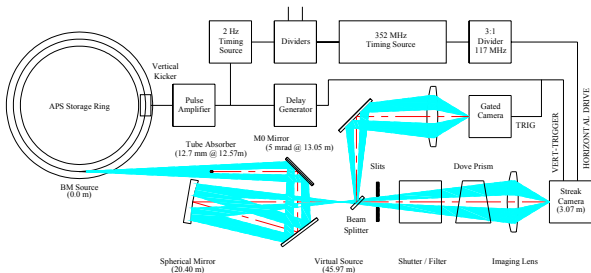 2 Hz
Timing
Source
Dividers
352 MHz
Timing Source
3:1
Divider
117 MHz
Vertical
Kicker
APS Storage Ring
Pulse
Amplifier
Delay
Generator
Gated
Camera
TRIG
VERT-TRIGGER
HORIZONTAL DRIVE
Tube Absorber
(12.7 mm @ 12.57m)
M0 Mirror
(5 mrad @ 13.05 m)
Slits
Dove Prism
BM Source
(0.0 m)
Beam
Splitter
Streak
Camera
(3.07 m)
Spherical Mirror
(20.40 m)
Virtual Source
(45.97 m)
Shutter / Filter
Imaging Lens